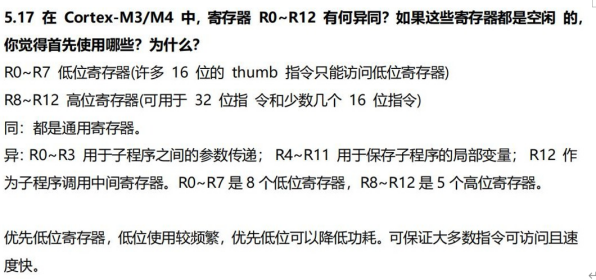 5.17 在 Cortex-M3/M4 中，寄存器 R0~R12 有何异同？如果这些寄存器都是空闲 的，
你觉得首先使用哪些？为什么？
R0~R7 低位寄存器(许多 16 位的 thumb 指令只能访问低位寄存器)
R8~R12 高位寄存器(可用于 32 位指 令和少数几个 16 位指令)
同：都是通用寄存器。
异：R0~R3 用于子程序之间的参数传递； R4~R11 用于保存子程序的局部变量； R12 作
为子程序调用中间寄存器。R0~R7 是 8 个低位寄存器，R8~R12 是 5 个高位寄存器。
优先低位寄存器，低位使用较频繁，优先低位可以降低功耗。可保证大多数指令可访问且速
度快。